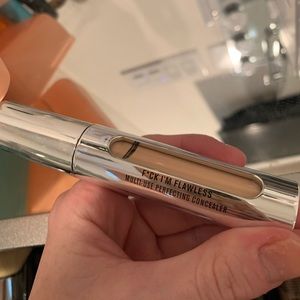 F*CK I'M FLAWLESS
MULTI-USE PERFECTING CONCEALER